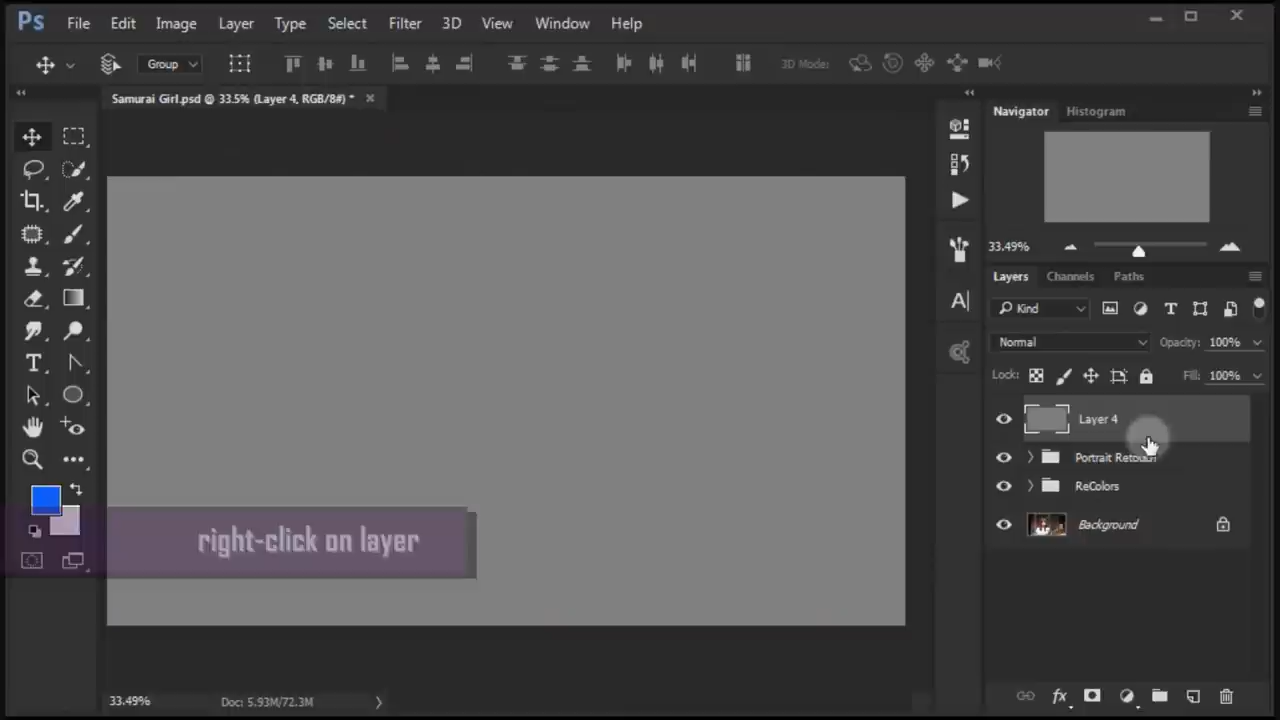 Ps File Edit Image Layer Type Select Filter 3D View Window Help
Group 3D Mode:
Samurai Girl.psd @ 33.5% (Layer 4, RGB/8#) * ×
Navigator Histogram
33.49%
Layers Channels Paths
Kind
Normal Opacity: 100%
Lock: Fill: 100%
Layer 4
Portrait Retouch
ReColors
Background
right-click on layer
33.49% Doc: 5.93M/72.3M